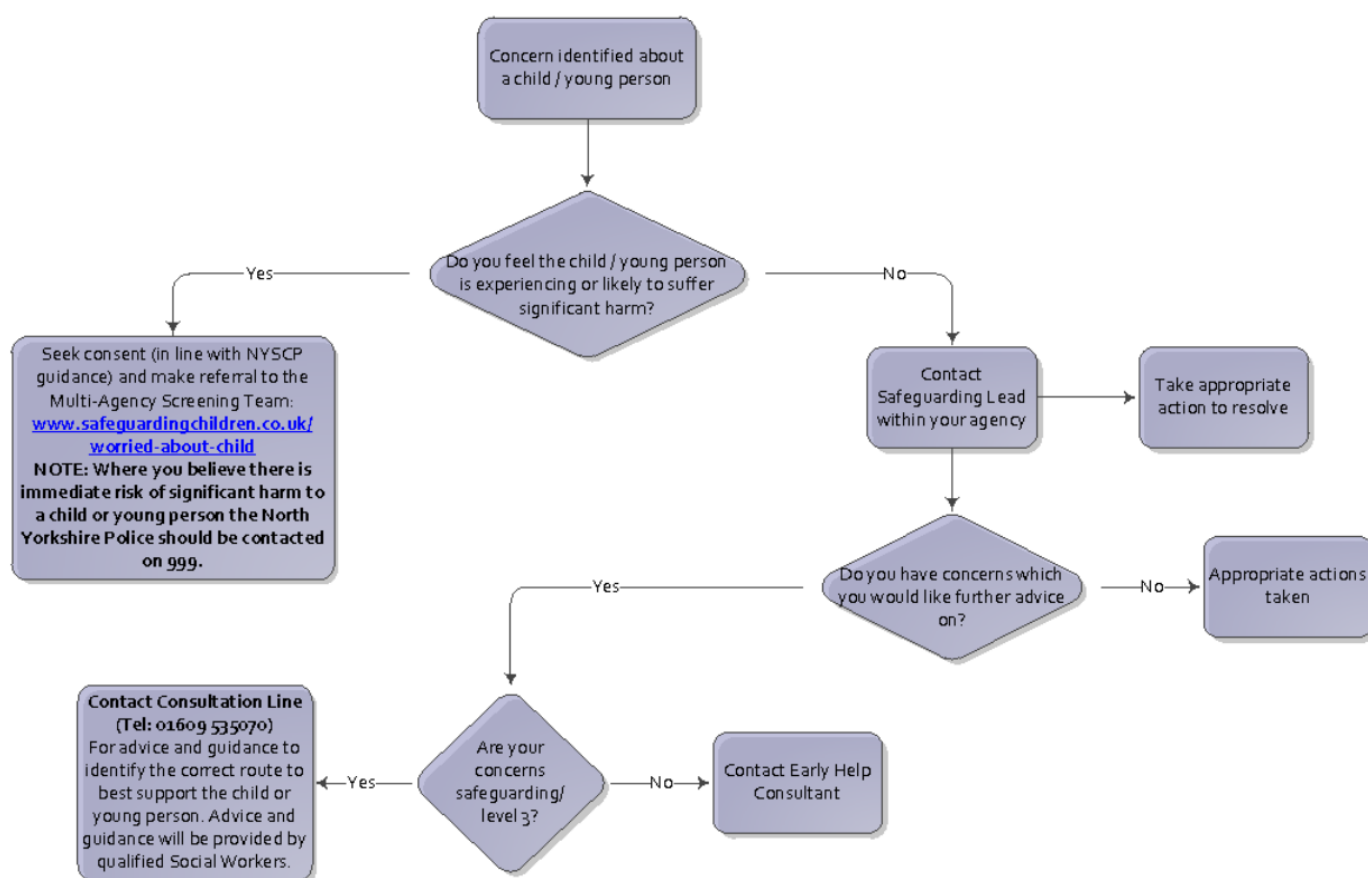 Concern identified about
a child / young person
Do you feel the child / young person
is experiencing or likely to suffer
significant harm?
Yes
No
Seek consent (in line with NYSCP
guidance) and make referral to the
Multi-Agency Screening Team:
www.safeguardingchildren.co.uk/
worried-about-child
NOTE: Where you believe there is
immediate risk of significant harm to
a child or young person the North
Yorkshire Police should be contacted
on 999.
Contact
Safeguarding Lead
within your agency
Take appropriate
action to resolve
Do you have concerns which
you would like further advice
on?
Yes
No
Appropriate actions
taken
Contact Consultation Line
(Tel: 01609 535070)
For advice and guidance to
identify the correct route to
best support the child or
young person. Advice and
guidance will be provided by
qualified Social Workers.
Yes
Are your
concerns
safeguarding/
level 3?
No
Contact Early Help
Consultant